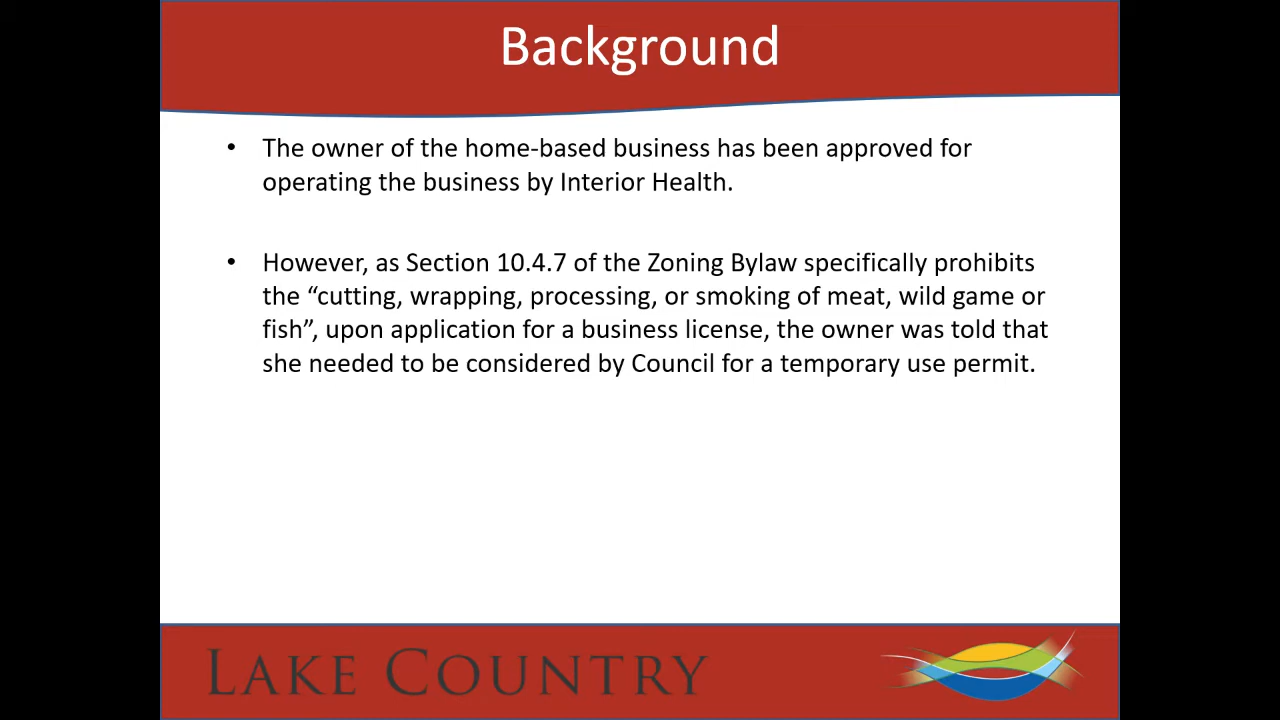 Background
• The owner of the home-based business has been approved for
operating the business by Interior Health.
• However, as Section 10.4.7 of the Zoning Bylaw specifically prohibits
the “cutting, wrapping, processing, or smoking of meat, wild game or
fish”, upon application for a business license, the owner was told that
she needed to be considered by Council for a temporary use permit.
LAKE COUNTRY